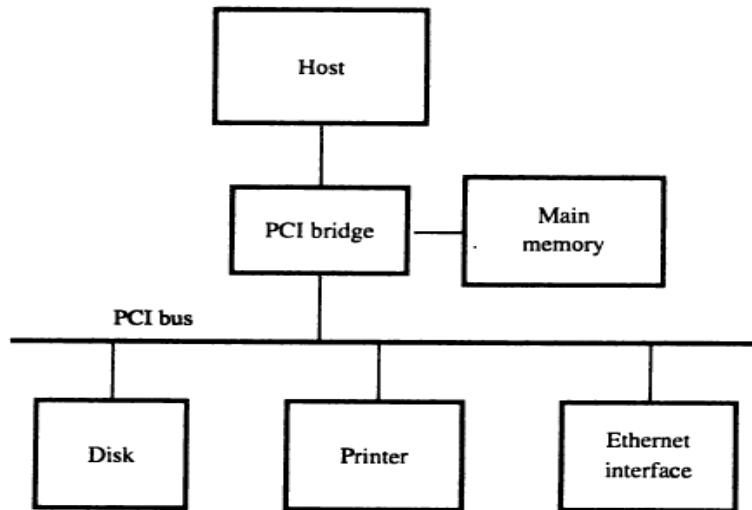 Host
PCI bridge
Main
memory
PCI bus
Disk
Printer
Ethernet
interface